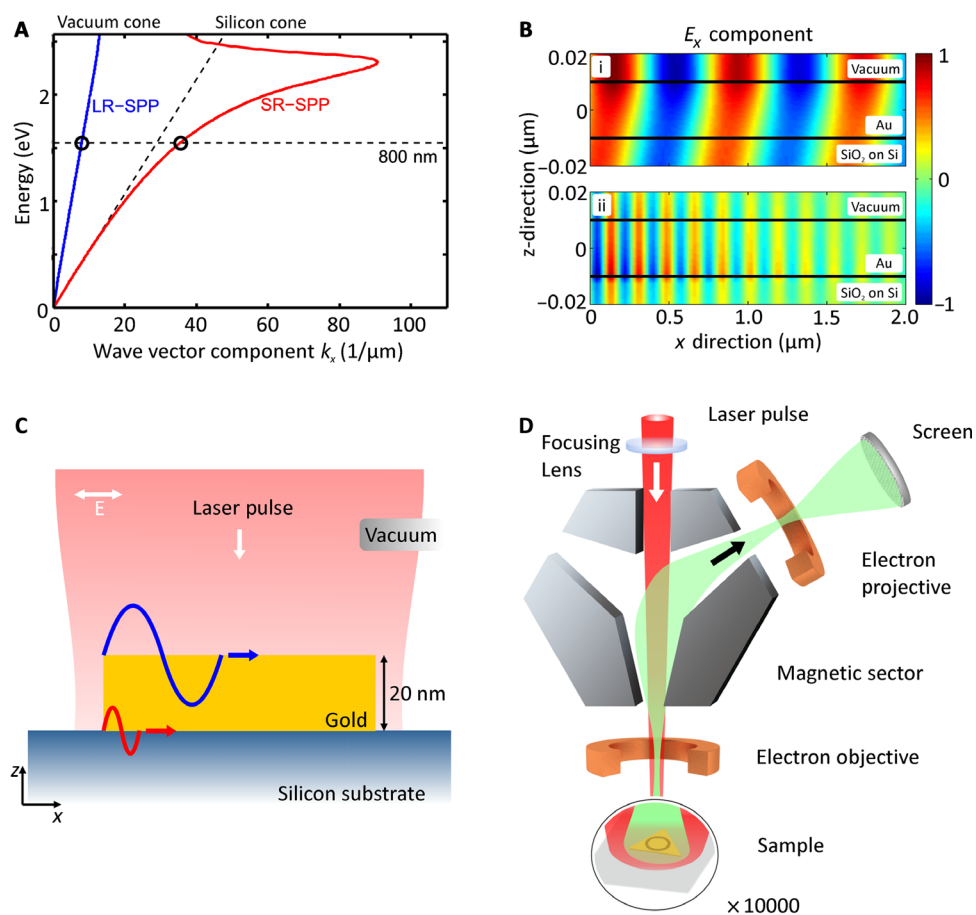 A
Vacuum cone
Silicon cone
LR–SPP
SR–SPP
800 nm
Energy (eV)
2
1
0
0
20
40
60
80
100
Wave vector component kₓ (1/μm)
B
Eₓ component
i
Vacuum
Au
SiO₂ on Si
0.02
0
−0.02
ii
Vacuum
Au
SiO₂ on Si
0.02
0
−0.02
z-direction (μm)
0
0.5
1.0
1.5
2.0
x direction (μm)
1
0
−1
C
E
Laser pulse
Vacuum
20 nm
Gold
Silicon substrate
z
x
D
Laser pulse
Focusing
Lens
Screen
Electron
projective
Magnetic sector
Electron objective
Sample
×10000